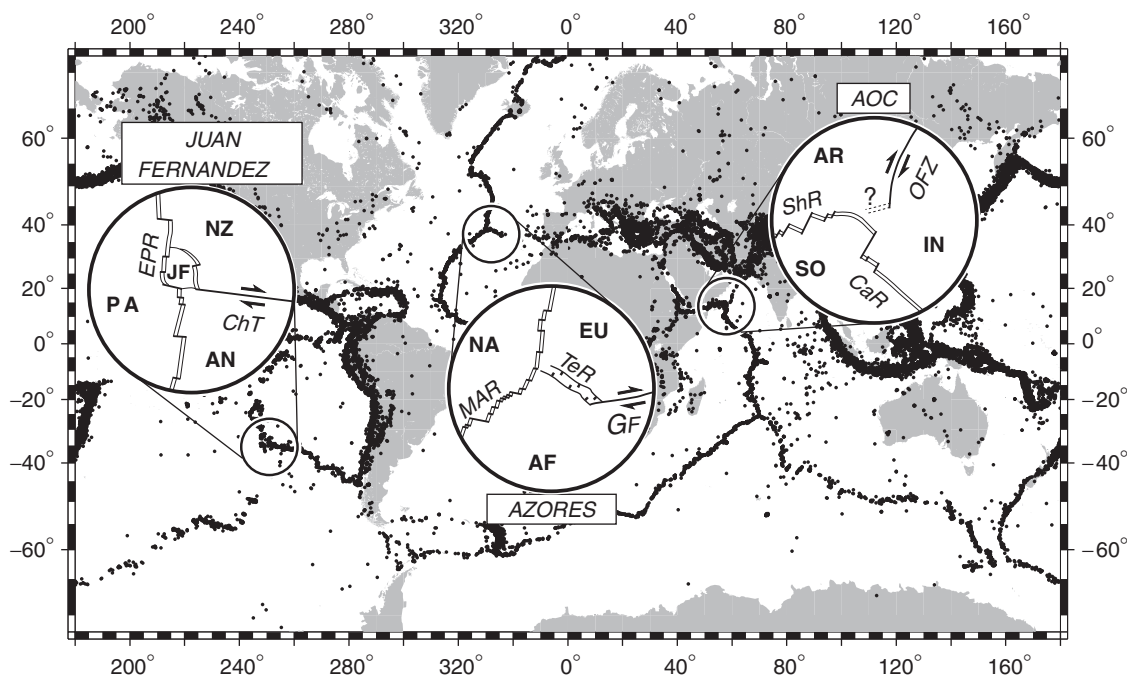 200° 240° 280° 320° 0° 40° 80° 120° 160°
60°
40°
20°
0°
−20°
−40°
−60°
JUAN
FERNANDEZ
NZ
EPR
JF
PA
ChT
AN
NA
EU
TeR
MAR
GF
AF
AZORES
AOC
AR
OFZ
?
ShR
IN
SO
CaR
60°
40°
20°
0°
−20°
−40°
−60°
200° 240° 280° 320° 0° 40° 80° 120° 160°